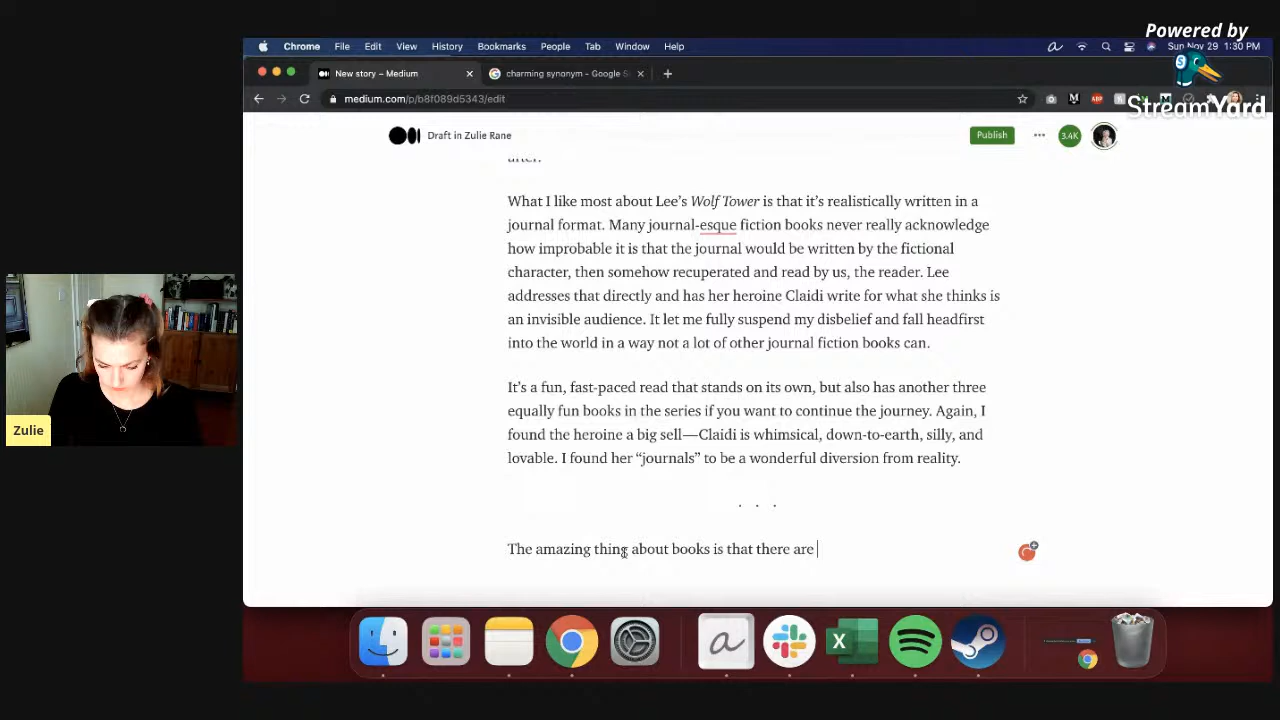 Powered by
StreamYard
Chrome File Edit View History Bookmarks People Tab Window Help
Sun Nov 29 1:30 PM
New story – Medium
charming synonym - Google S
medium.com/p/b8f089d5343/edit
Draft in Zulie Rane
Publish
3.4K
after.
What I like most about Lee’s Wolf Tower is that it’s realistically written in a
journal format. Many journal-esque fiction books never really acknowledge
how improbable it is that the journal would be written by the fictional
character, then somehow recuperated and read by us, the reader. Lee
addresses that directly and has her heroine Claidi write for what she thinks is
an invisible audience. It let me fully suspend my disbelief and fall headfirst
into the world in a way not a lot of other journal fiction books can.
It’s a fun, fast-paced read that stands on its own, but also has another three
equally fun books in the series if you want to continue the journey. Again, I
found the heroine a big sell — Claidi is whimsical, down-to-earth, silly, and
lovable. I found her “journals” to be a wonderful diversion from reality.
. . .
The amazing thing about books is that there are
Zulie